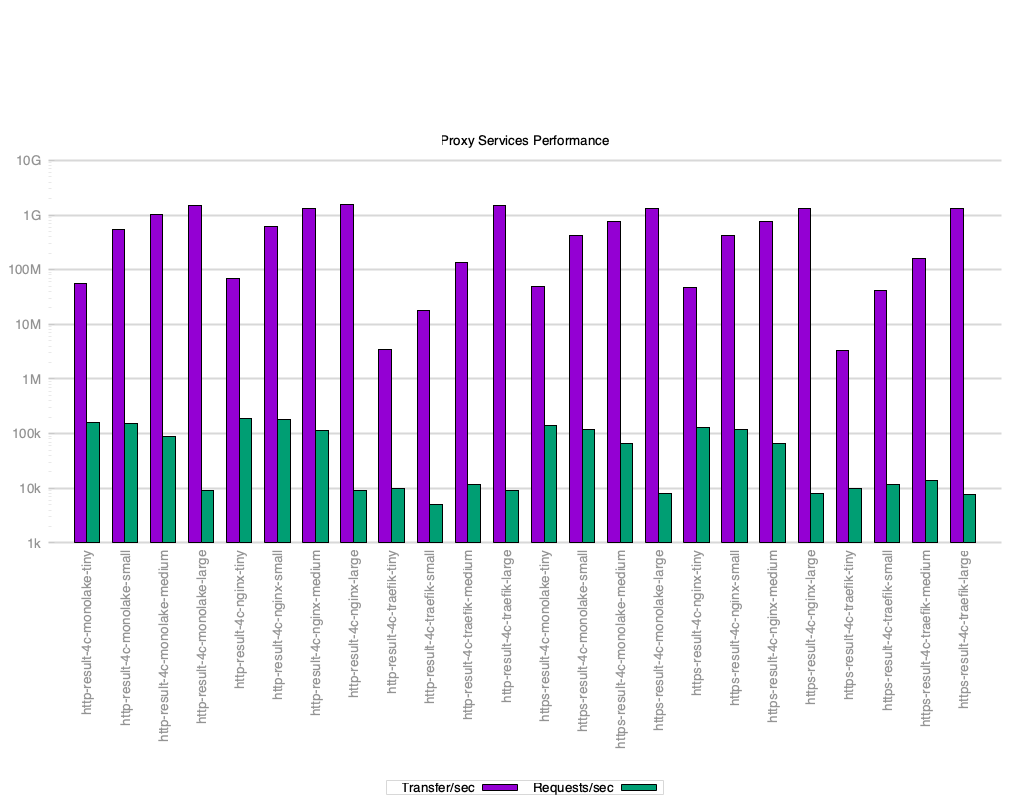 Proxy Services Performance
10G
1G
100M
10M
1M
100k
10k
1k
http-result-4c-monolake-tiny
http-result-4c-monolake-small
http-result-4c-monolake-medium
http-result-4c-monolake-large
http-result-4c-nginx-tiny
http-result-4c-nginx-small
http-result-4c-nginx-medium
http-result-4c-nginx-large
http-result-4c-traefik-tiny
http-result-4c-traefik-small
http-result-4c-traefik-medium
http-result-4c-traefik-large
https-result-4c-monolake-tiny
https-result-4c-monolake-small
https-result-4c-monolake-medium
https-result-4c-monolake-large
https-result-4c-nginx-tiny
https-result-4c-nginx-small
https-result-4c-nginx-medium
https-result-4c-nginx-large
https-result-4c-traefik-tiny
https-result-4c-traefik-small
https-result-4c-traefik-medium
https-result-4c-traefik-large
Transfer/sec Requests/sec